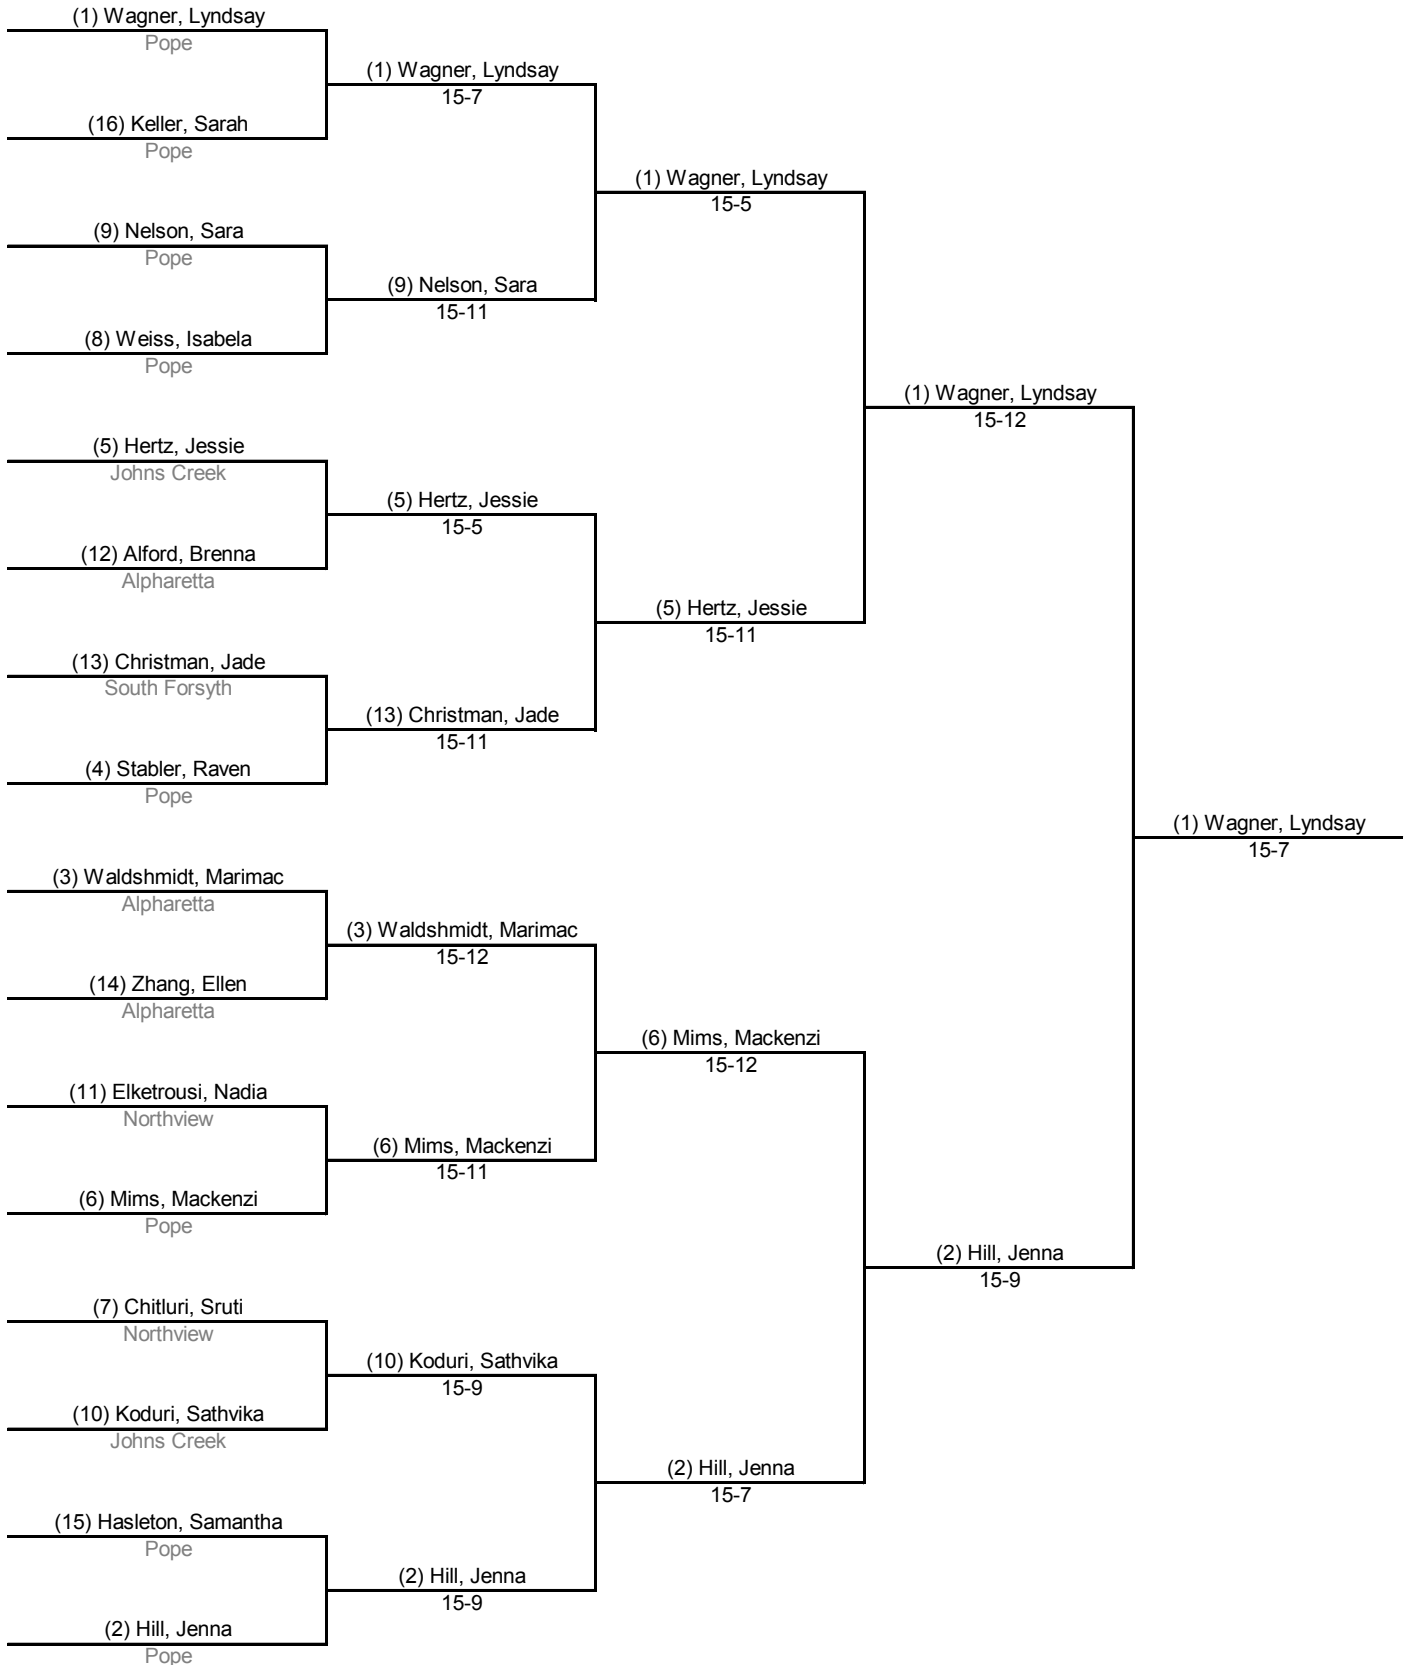 (1) Wagner, Lyndsay
Pope
(1) Wagner, Lyndsay
15-7
(16) Keller, Sarah
Pope
(1) Wagner, Lyndsay
15-5
(9) Nelson, Sara
Pope
(9) Nelson, Sara
15-11
(8) Weiss, Isabela
Pope
(1) Wagner, Lyndsay
15-12
(5) Hertz, Jessie
Johns Creek
(5) Hertz, Jessie
15-5
(12) Alford, Brenna
Alpharetta
(5) Hertz, Jessie
15-11
(13) Christman, Jade
South Forsyth
(13) Christman, Jade
15-11
(4) Stabler, Raven
Pope
(1) Wagner, Lyndsay
15-7
(3) Waldshmidt, Marimac
Alpharetta
(3) Waldshmidt, Marimac
15-12
(14) Zhang, Ellen
Alpharetta
(6) Mims, Mackenzi
15-12
(11) Elketrousi, Nadia
Northview
(6) Mims, Mackenzi
15-11
(6) Mims, Mackenzi
Pope
(2) Hill, Jenna
15-9
(7) Chitluri, Sruti
Northview
(10) Koduri, Sathvika
15-9
(10) Koduri, Sathvika
Johns Creek
(2) Hill, Jenna
15-7
(15) Hasleton, Samantha
Pope
(2) Hill, Jenna
15-9
(2) Hill, Jenna
Pope